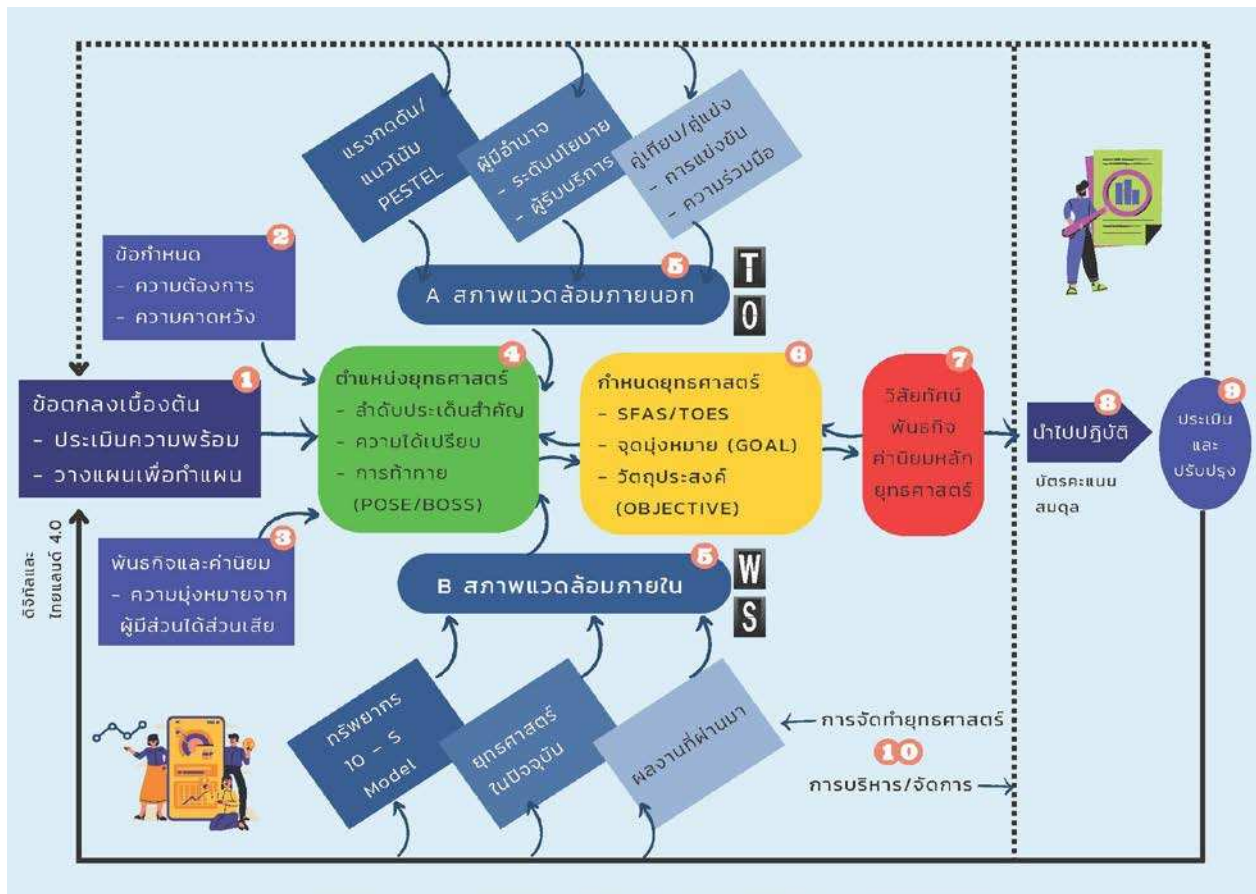 แรงกดดัน/
แนวโน้ม
PESTEL
ผู้มีอำนาจ
- ระดับนโยบาย
- ผู้รับบริการ
คู่เทียบ/คู่แข่ง
- การแข่งขัน
- ความร่วมมือ
2
ข้อกำหนด
- ความต้องการ
- ความคาดหวัง
5
A สภาพแวดล้อมภายนอก
T
O
1
ข้อตกลงเบื้องต้น
- ประเมินความพร้อม
- วางแผนเพื่อทำแผน
4
ตำแหน่งยุทธศาสตร์
- ลำดับประเด็นสำคัญ
- ความได้เปรียบ
- การท้าทาย
(POSE/BOSS)
6
กำหนดยุทธศาสตร์
- SFAS/TOES
- จุดมุ่งหมาย (GOAL)
- วัตถุประสงค์
(OBJECTIVE)
7
วิสัยทัศน์
พันธกิจ
ค่านิยมหลัก
ยุทธศาสตร์
8
นำไปปฏิบัติ
บัตรคะแนน
สมดุล
9
ประเมิน
และ
ปรับปรุง
3
พันธกิจและค่านิยม
- ความมุ่งหมายจาก
ผู้มีส่วนได้ส่วนเสีย
ดิจิทัลและ
ไทยแลนด์ 4.0
5
B สภาพแวดล้อมภายใน
W
S
ทรัพยากร
10 - S
Model
ยุทธศาสตร์
ในปัจจุบัน
ผลงานที่ผ่านมา
การจัดทำยุทธศาสตร์
10
การบริหาร/จัดการ